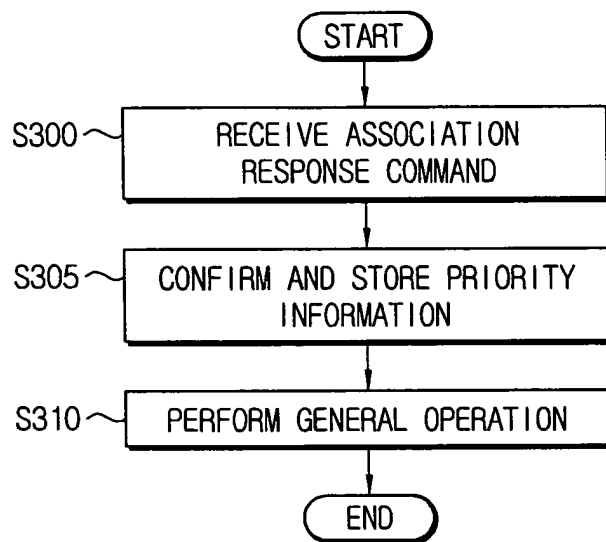 START
S300
RECEIVE ASSOCIATION
RESPONSE COMMAND
S305
CONFIRM AND STORE PRIORITY
INFORMATION
S310
PERFORM GENERAL OPERATION
END